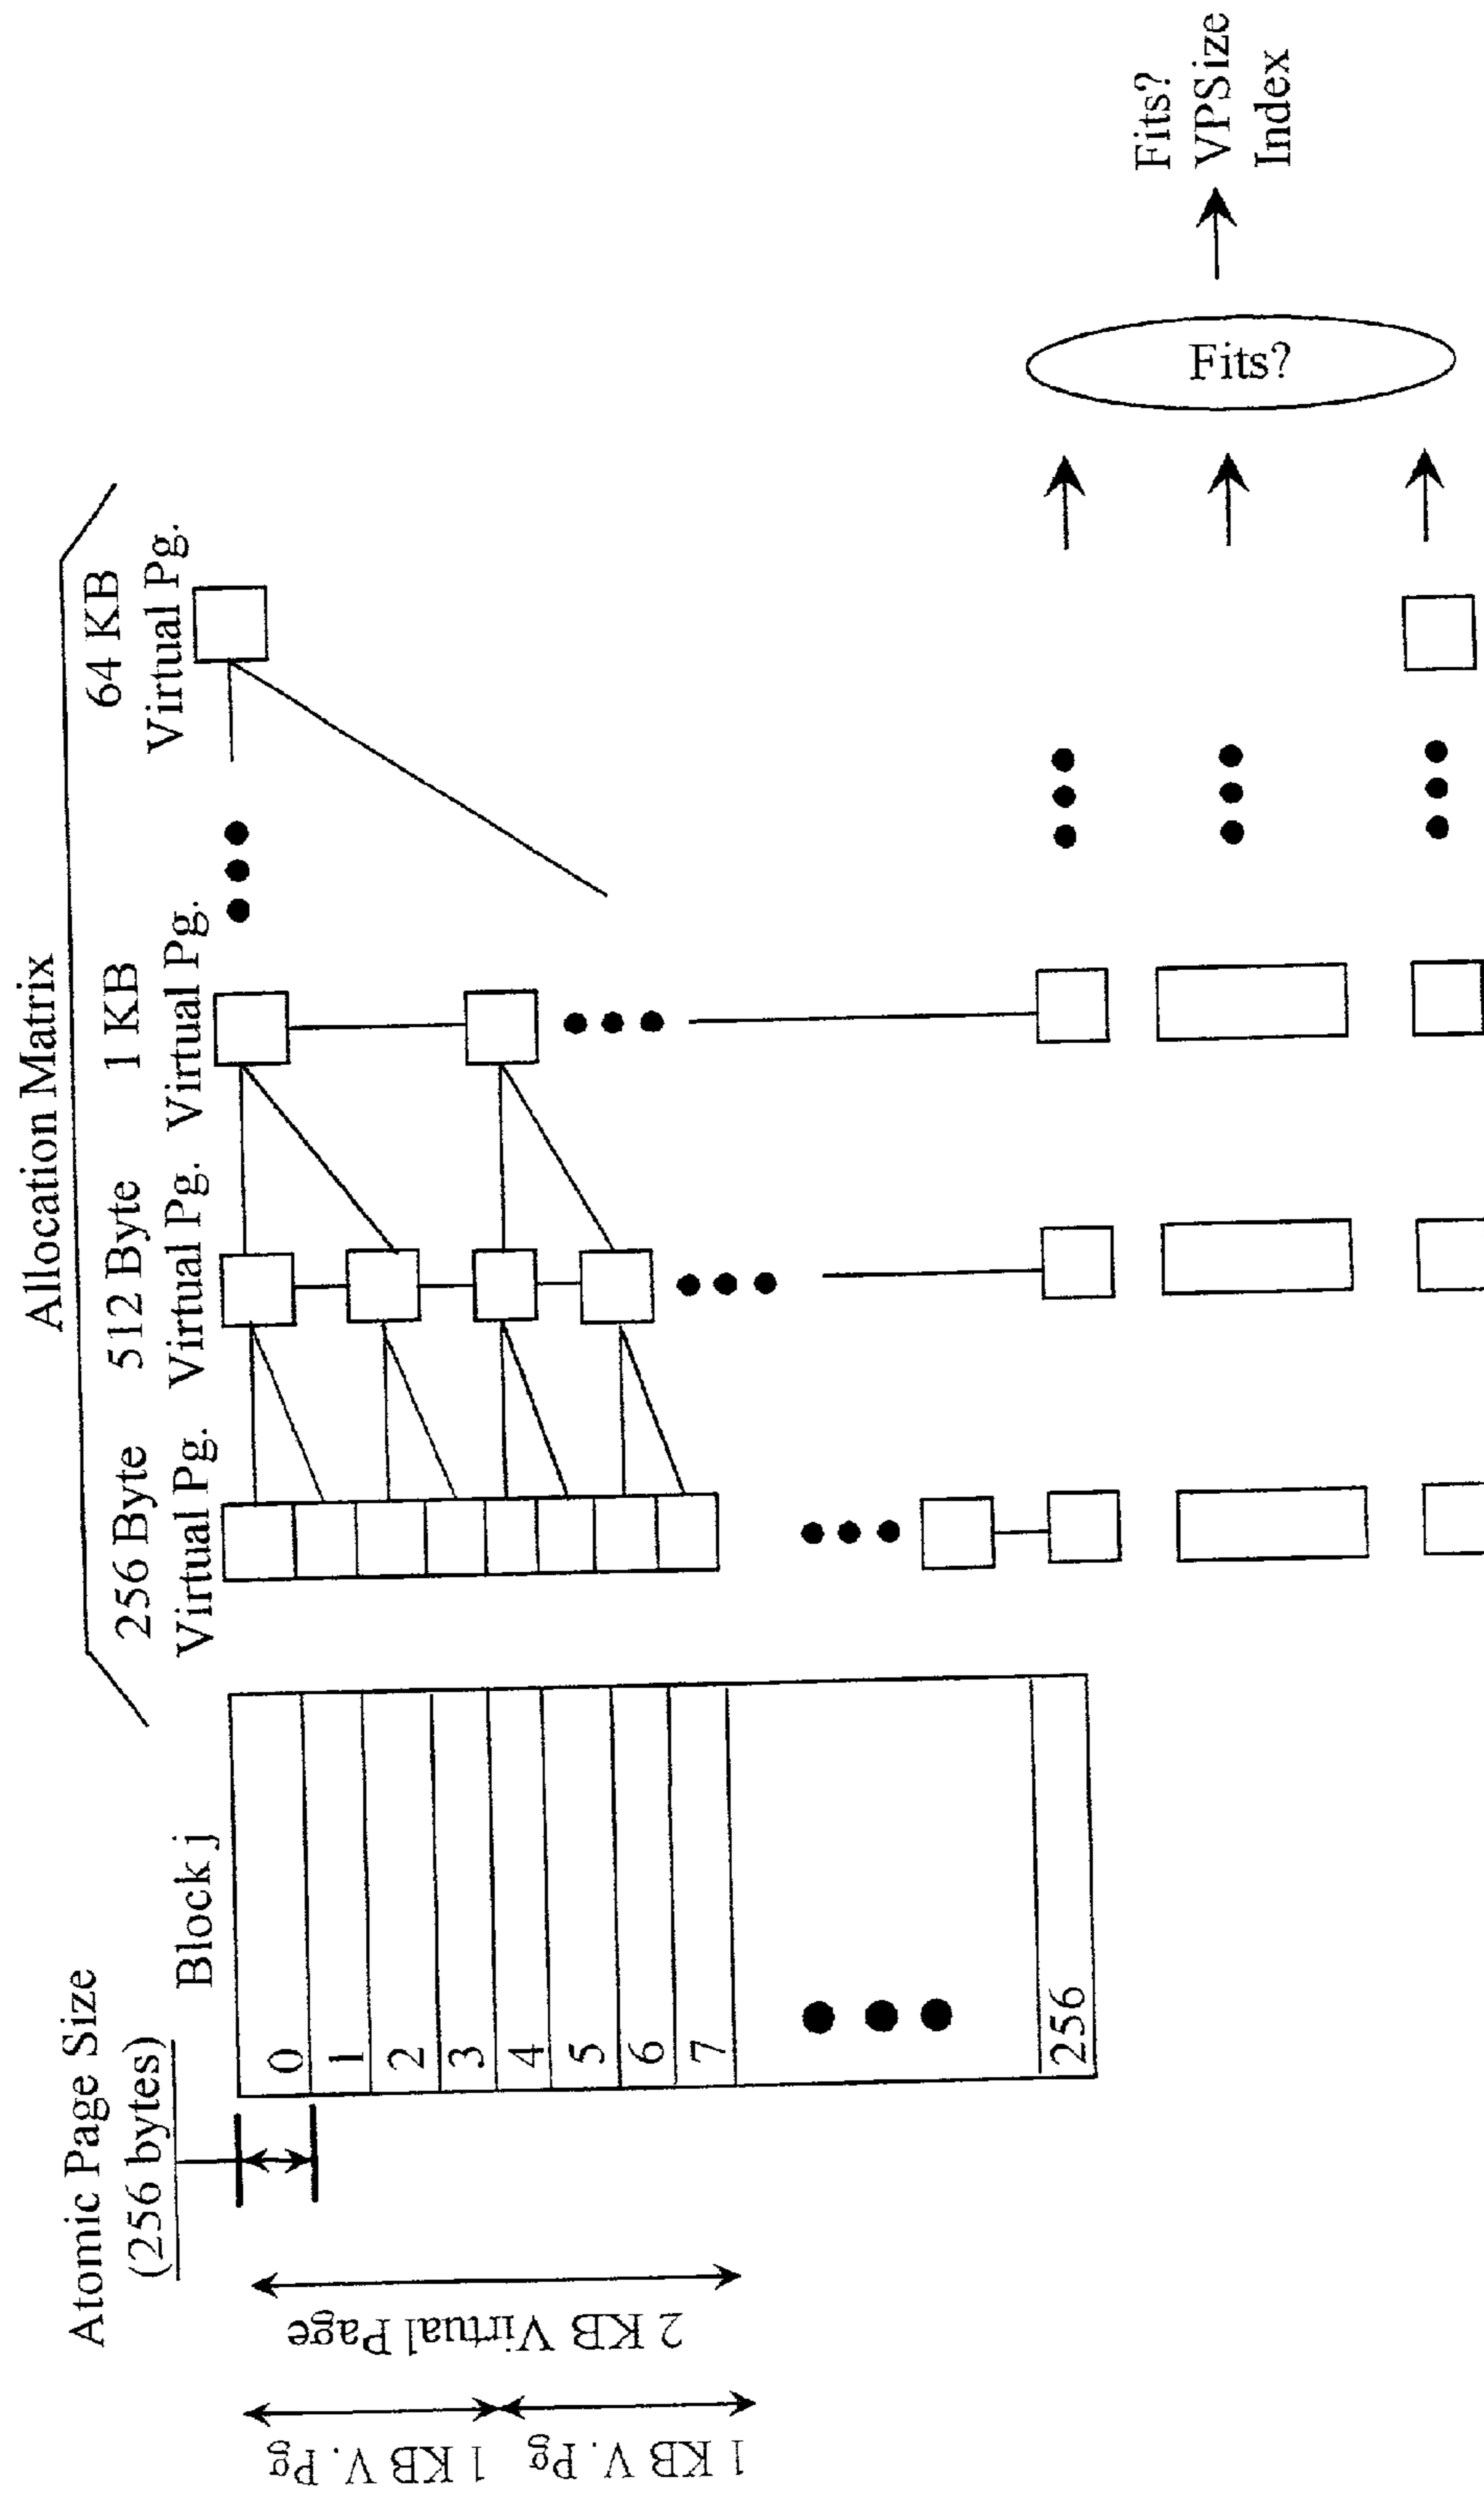 Allocation Matrix
Atomic Page Size
(256 bytes)
Block j
256 Byte
Virtual Pg.
512 Byte
Virtual Pg.
1 KB
Virtual Pg.
64 KB
Virtual Pg.
0
1
2
3
4
5
6
7
256
1 KB V. Pg
1 KB V. Pg
2 KB Virtual Page
Fits?
Fits?
VPSize
Index